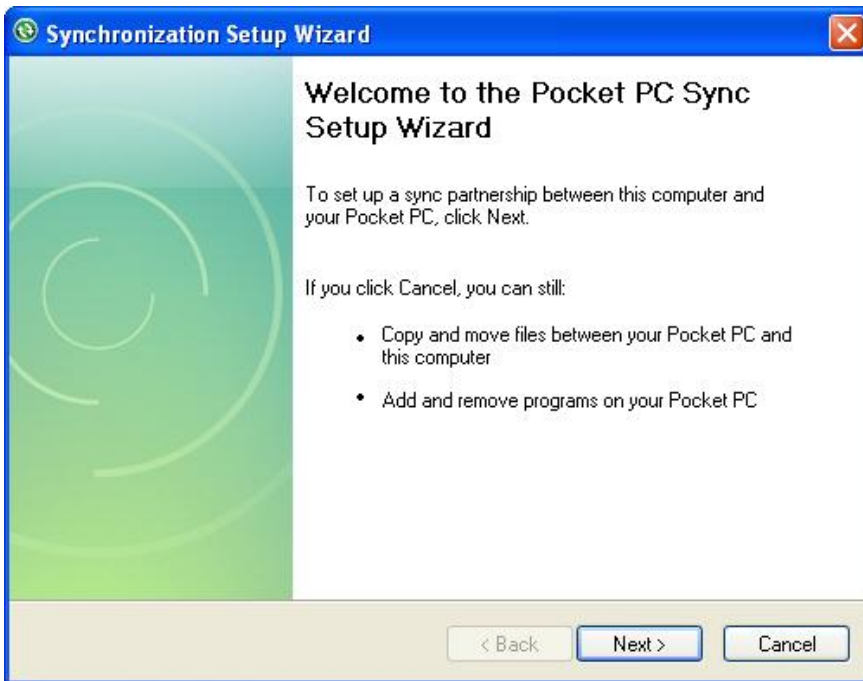 Synchronization Setup Wizard
Welcome to the Pocket PC Sync
Setup Wizard
To set up a sync partnership between this computer and
your Pocket PC, click Next.
If you click Cancel, you can still:
• Copy and move files between your Pocket PC and
this computer
• Add and remove programs on your Pocket PC
< Back Next > Cancel